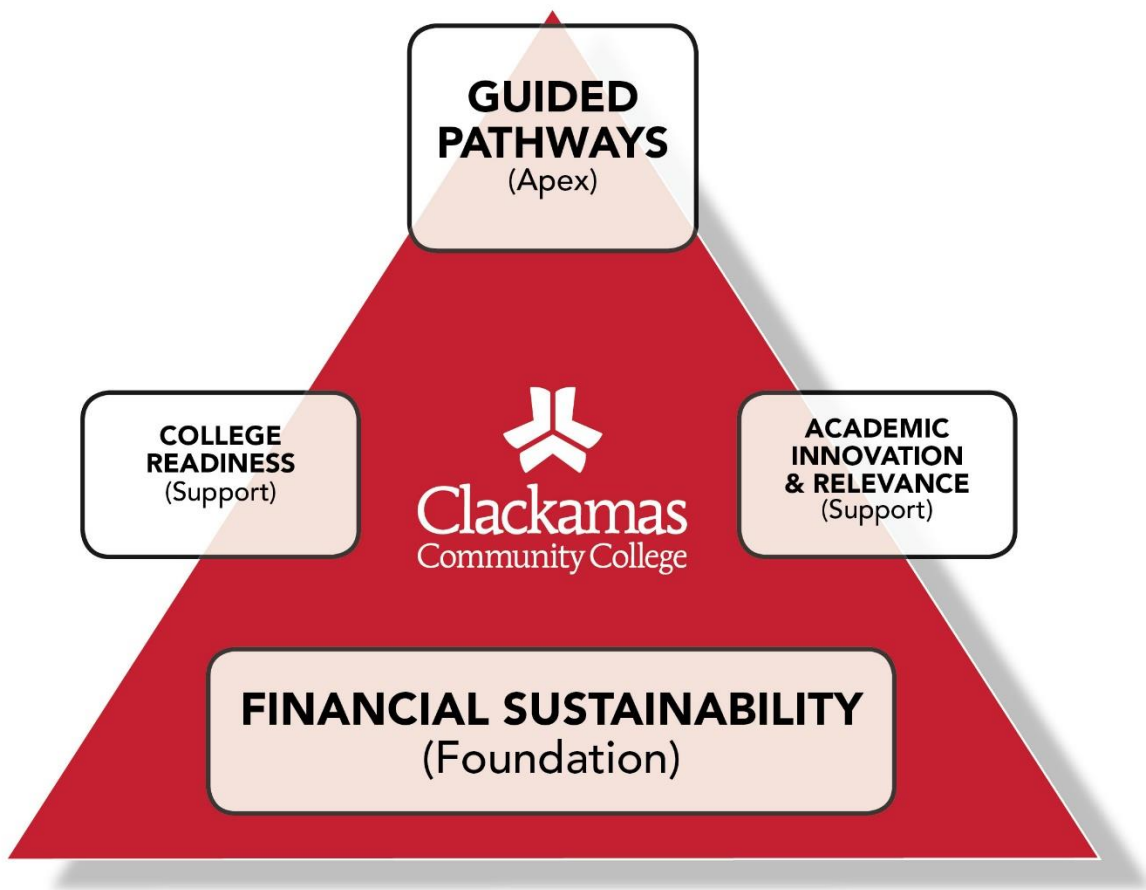 GUIDED
PATHWAYS
(Apex)
COLLEGE
READINESS
(Support)
Clackamas
Community College
ACADEMIC
INNOVATION
& RELEVANCE
(Support)
FINANCIAL SUSTAINABILITY
(Foundation)